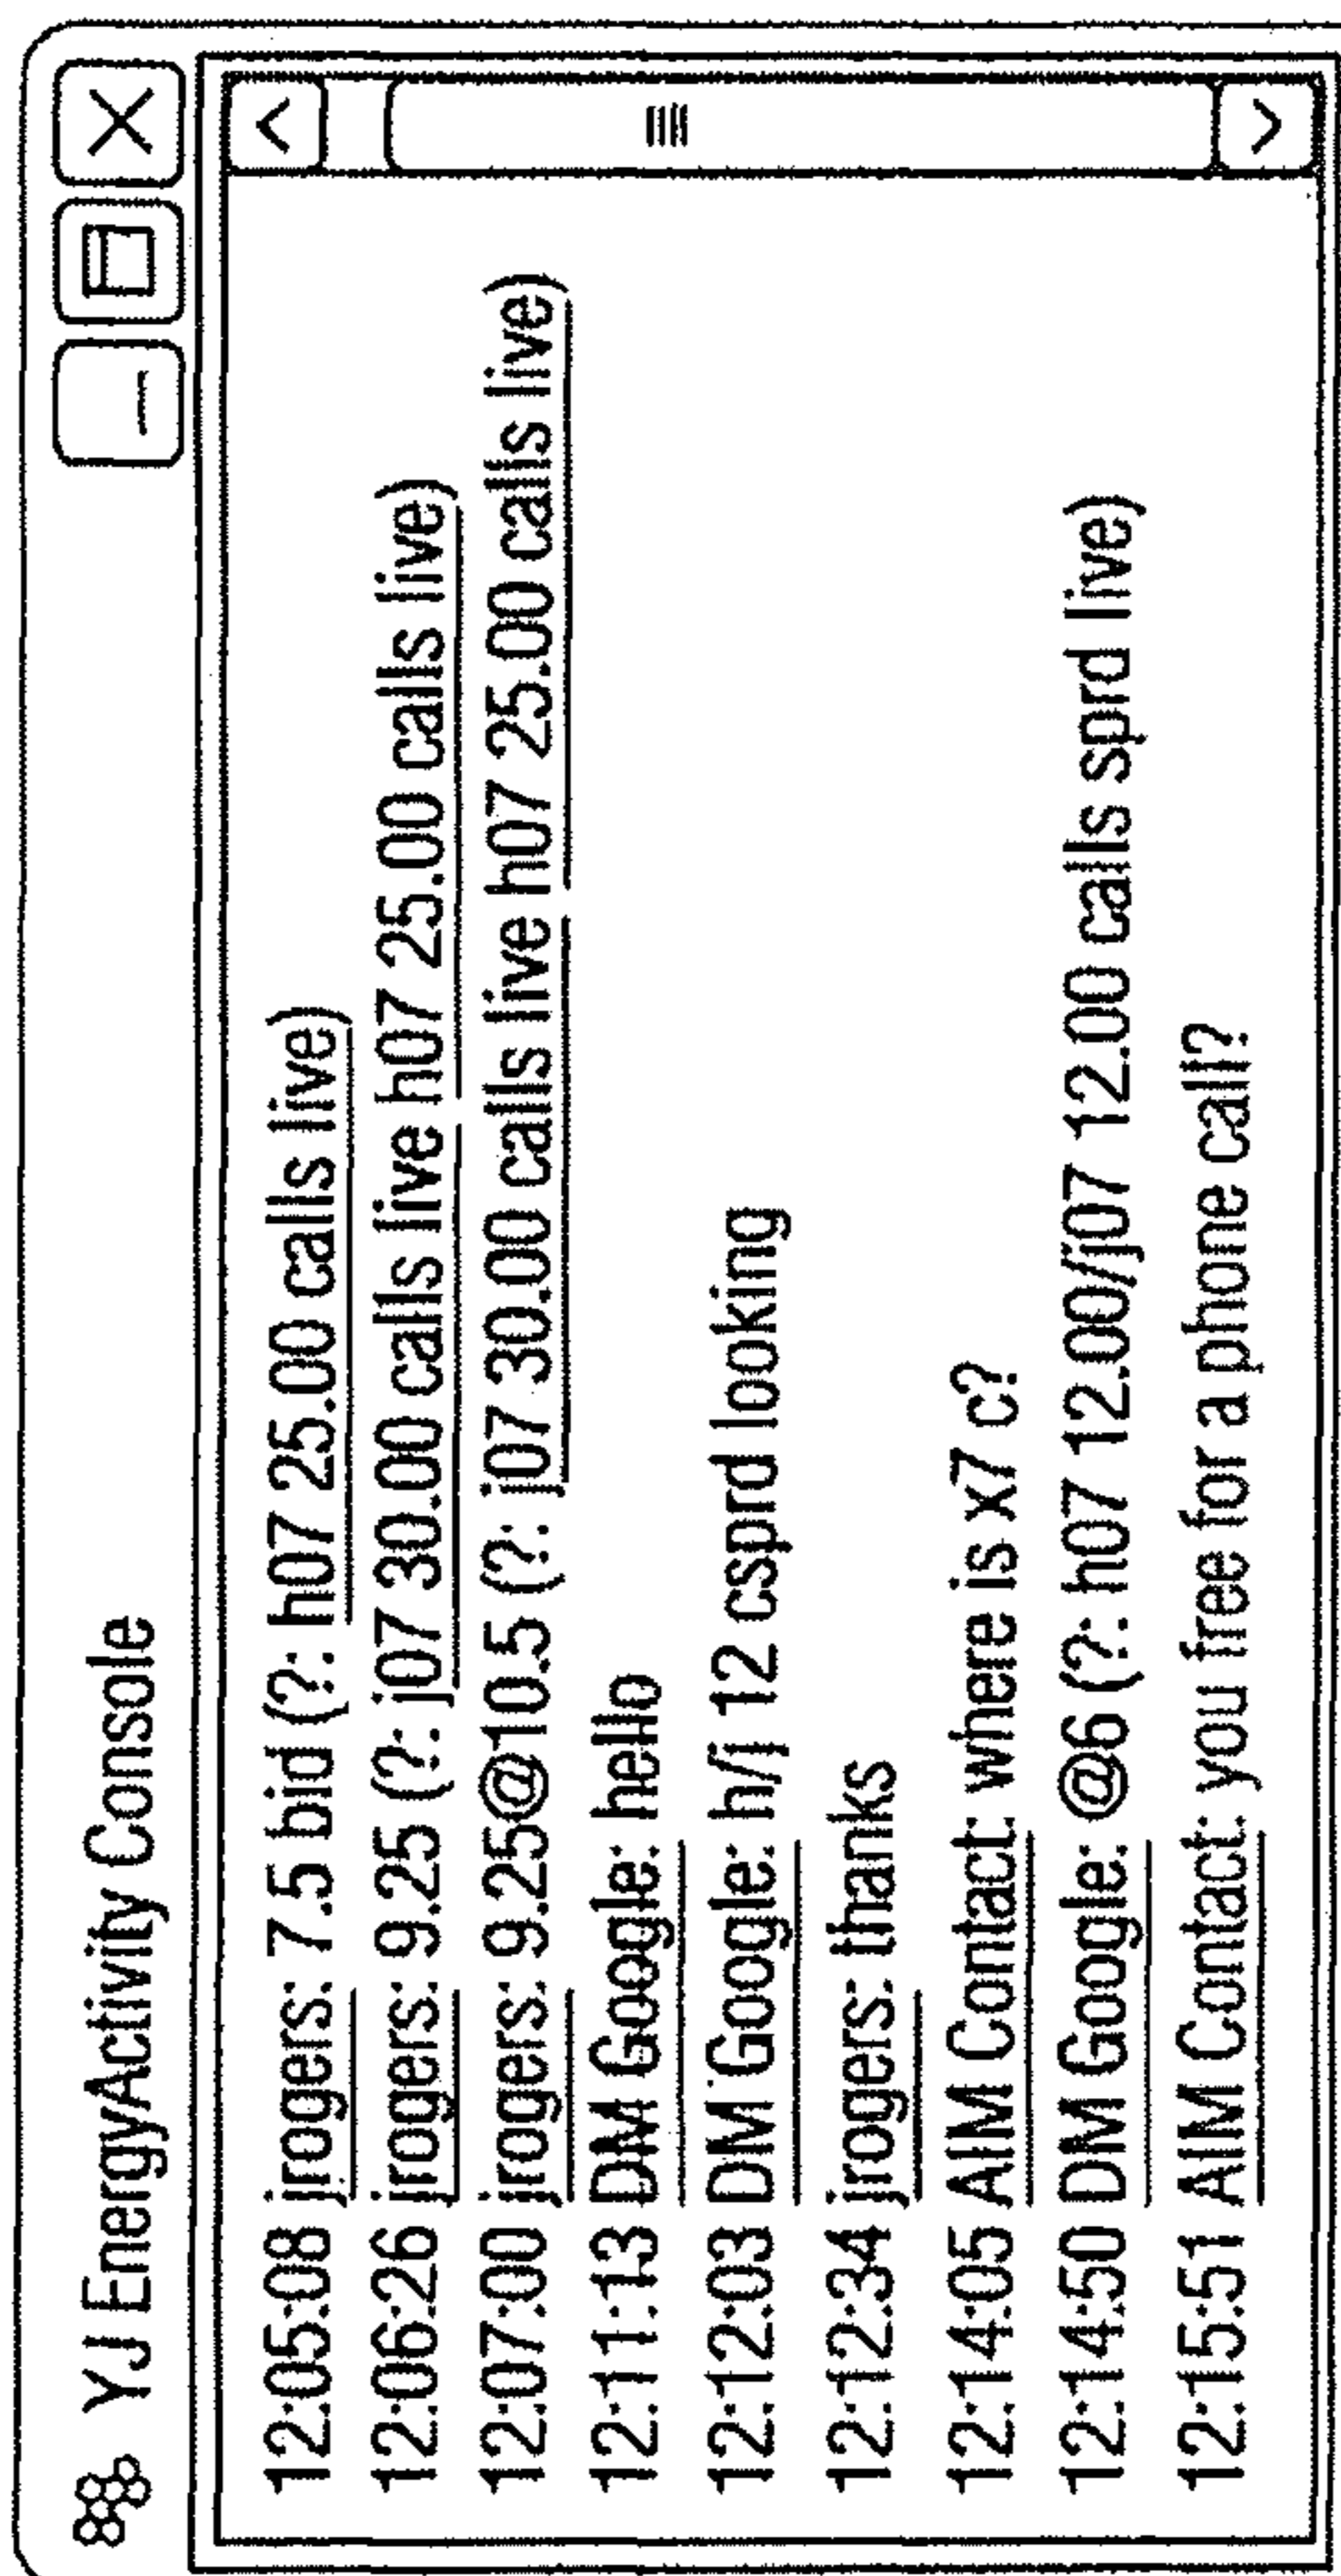 YJ EnergyActivity Console
12:05:08 jrogers: 7.5 bid (?: h07 25.00 calls live)
12:06:26 jrogers: 9.25 (?: j07 30.00 calls live h07 25.00 calls live)
12:07:00 jrogers: 9.25@10.5 (?: j07 30.00 calls live h07 25.00 calls live)
12:11:13 DM Google: hello
12:12:03 DM Google: h/j 12 csprd looking
12:12:34 jrogers: thanks
12:14:05 AIM Contact: where is x7 c?
12:14:50 DM Google: @6 (?: h07 12.00/j07 12.00 calls sprd live)
12:15:51 AIM Contact: you free for a phone call?